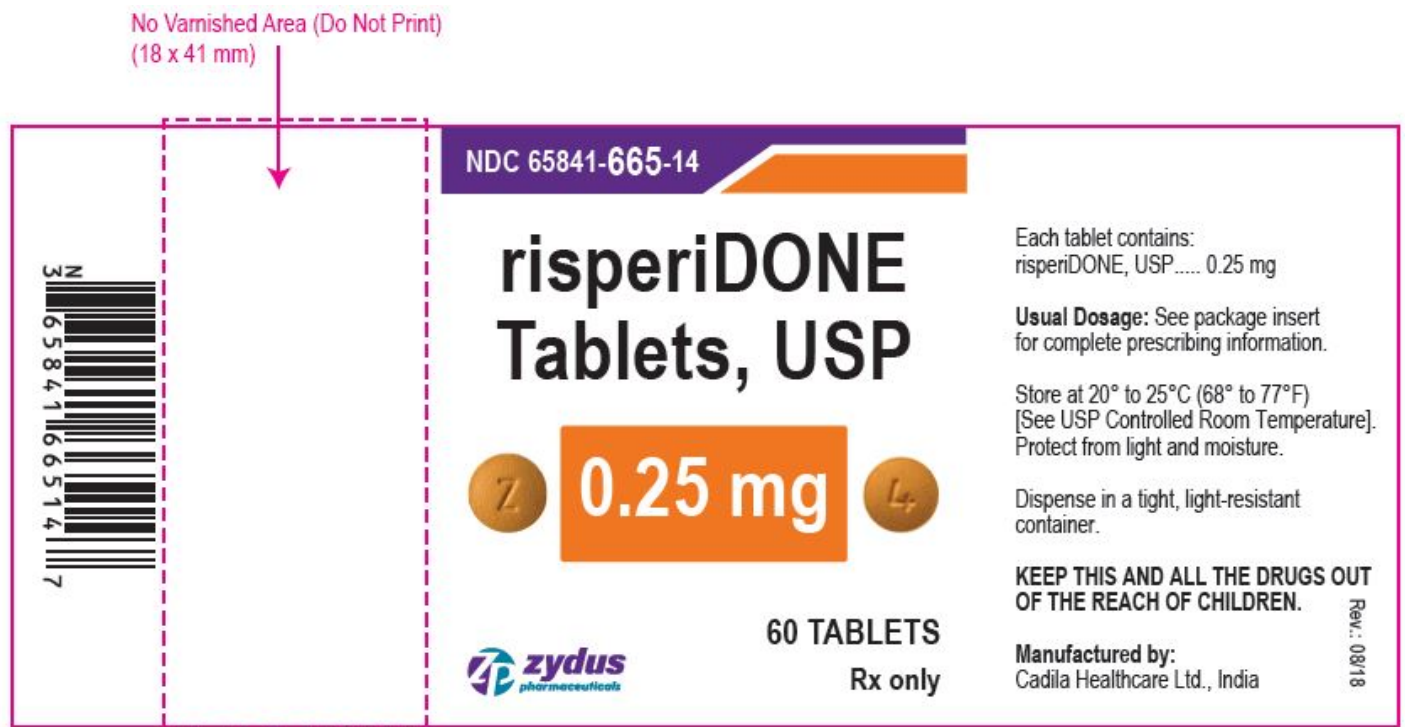 No Varnished Area (Do Not Print)
(18 x 41 mm)
N
3 65841 66514 7
NDC 65841-665-14
risperiDONE
Tablets, USP
Z
0.25 mg
4
60 TABLETS
Rx only
zydus
pharmaceuticals
Each tablet contains:
risperiDONE, USP..... 0.25 mg
Usual Dosage: See package insert
for complete prescribing information.
Store at 20° to 25°C (68° to 77°F)
[See USP Controlled Room Temperature].
Protect from light and moisture.
Dispense in a tight, light-resistant
container.
KEEP THIS AND ALL THE DRUGS OUT
OF THE REACH OF CHILDREN.
Manufactured by:
Cadila Healthcare Ltd., India
Rev.: 08/18